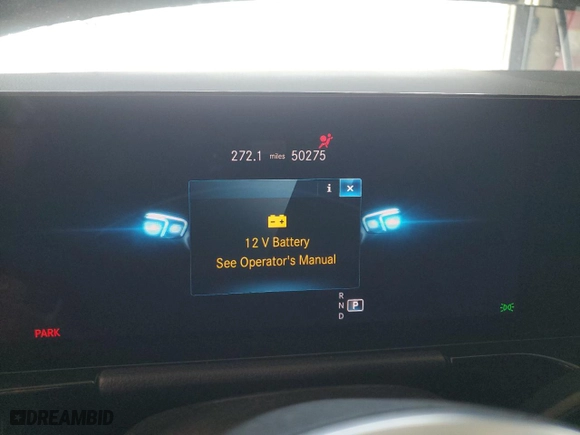 272.1 miles 50275
i ×
12 V Battery
See Operator's Manual
R
N P
D
PARK
DREAMBID